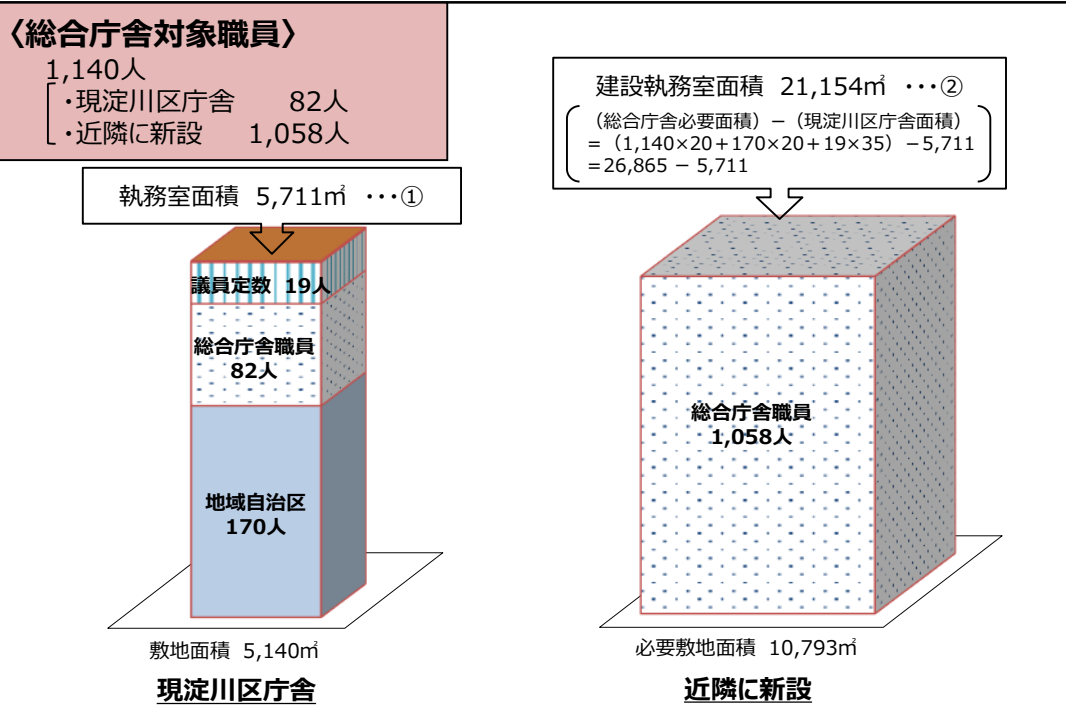 〈総合庁舎対象職員〉
1,140人
・現淀川区庁舎 82人
・近隣に新設 1,058人
執務室面積 5,711㎡ ･･･①
議員定数 19人
総合庁舎職員
82人
地域自治区
170人
敷地面積 5,140㎡
現淀川区庁舎
建設執務室面積 21,154㎡ ･･･②
（総合庁舎必要面積）－（現淀川区庁舎面積）
=（1,140×20＋170×20＋19×35）－5,711
=26,865 － 5,711
総合庁舎職員
1,058人
必要敷地面積 10,793㎡
近隣に新設